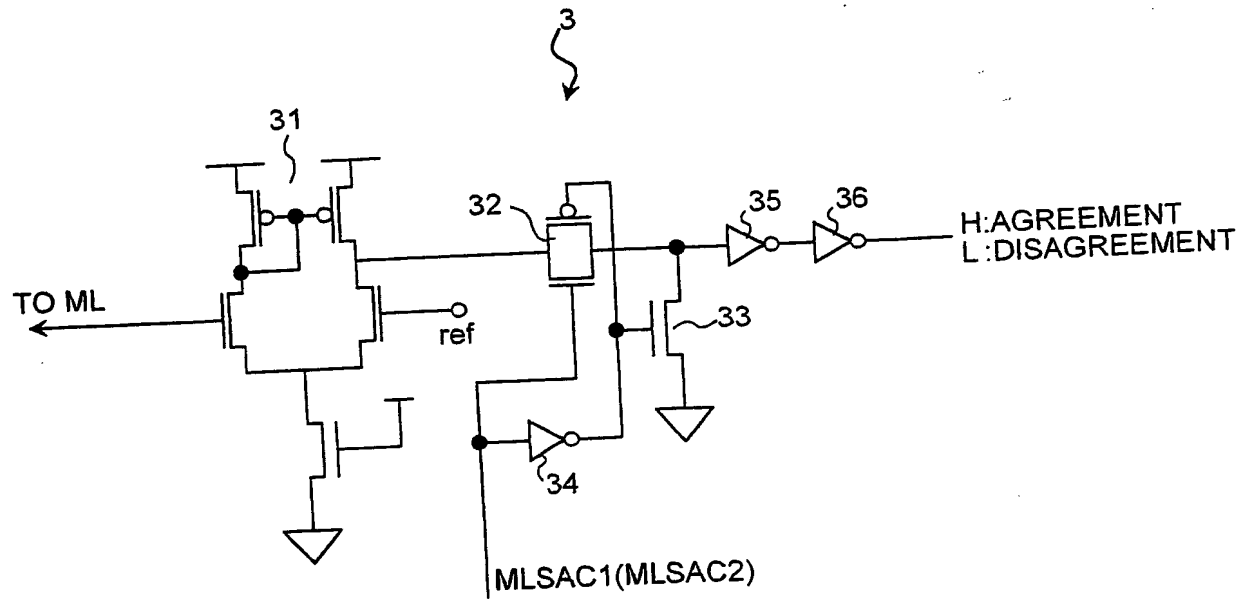 3
31
32
35
36
H:AGREEMENT
L :DISAGREEMENT
TO ML
ref
33
34
MLSAC1(MLSAC2)